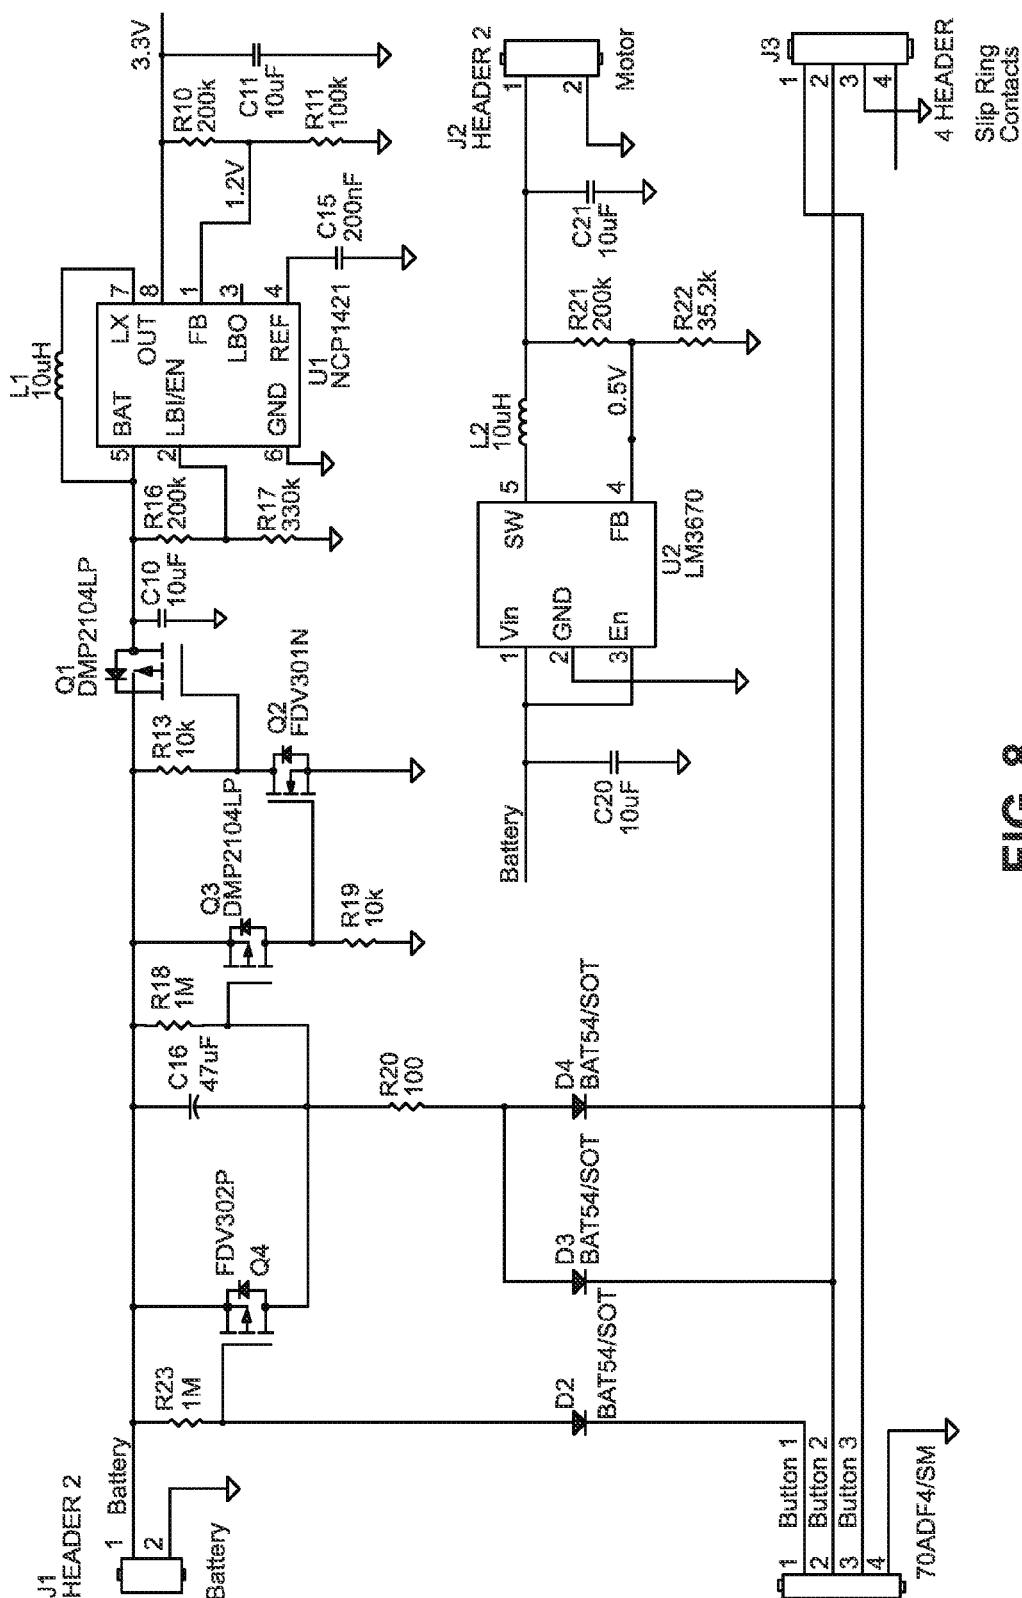 J1
HEADER 2
1
2
Battery
Battery
R23
1M
FDV302P
Q4
C16
47uF
R18
1M
Q3
DMP2104LP
R19
10k
R13
10k
Q2
FDV301N
Q1
DMP2104LP
C10
10uF
R16
200k
R17
330k
L1
10uH
5
2
6
BAT
LBI/EN
GND
LX
OUT
FB
LBO
REF
7
8
1
3
4
U1
NCP1421
3.3V
1.2V
R10
200k
C11
10uF
R11
100k
C15
200nF
R20
100
D2
BAT54/SOT
D3
BAT54/SOT
D4
BAT54/SOT
Battery
C20
10uF
1
2
3
Vin
GND
En
SW
FB
5
4
U2
LM3670
L2
10uH
0.5V
R21
200k
R22
35.2k
C21
10uF
J2
HEADER 2
1
2
Motor
1
2
3
4
Button 1
Button 2
Button 3
70ADF4/SM
J3
1
2
3
4
4 HEADER
Slip Ring
Contacts